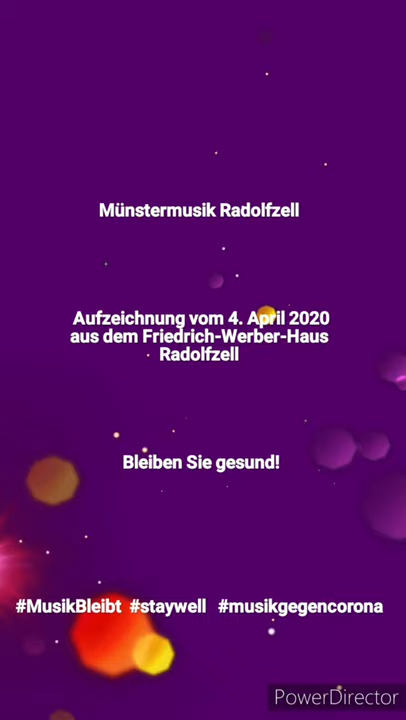 Münstermusik Radolfzell
Aufzeichnung vom 4. April 2020
aus dem Friedrich-Werber-Haus
Radolfzell
Bleiben Sie gesund!
#MusikBleibt #staywell #musikgegencorona
PowerDirector